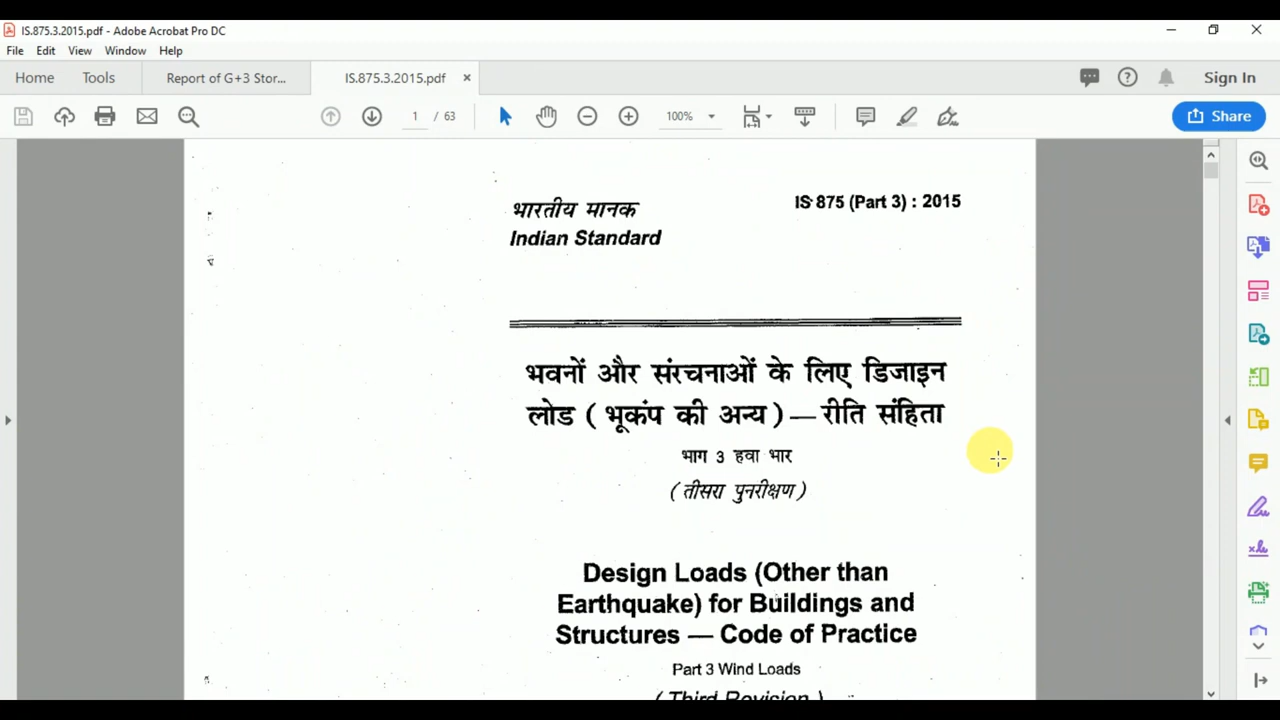 IS.875.3.2015.pdf - Adobe Acrobat Pro DC
File Edit View Window Help
Home Tools Report of G+3 Stor... IS.875.3.2015.pdf × Sign In
1 / 63 100% Share
भारतीय मानक
IS 875 (Part 3) : 2015
Indian Standard
भवनों और संरचनाओं के लिए डिजाइन
लोड ( भूकंप की अन्य ) — रीति संहिता
भाग 3 हवा भार
( तीसरा पुनरीक्षण )
Design Loads (Other than
Earthquake) for Buildings and
Structures — Code of Practice
Part 3 Wind Loads
( Third Revision )